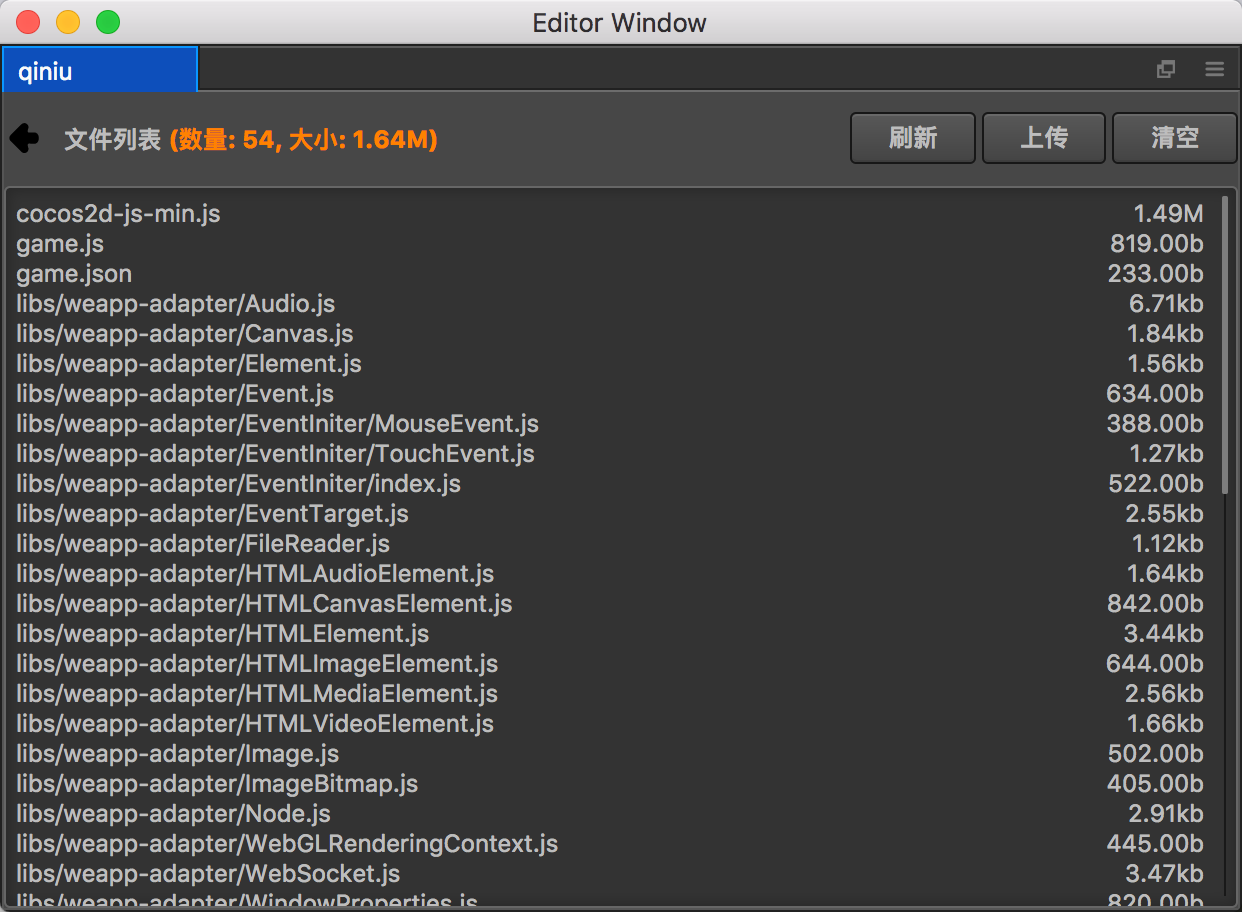 Editor Window
qiniu
文件列表 (数量: 54, 大小: 1.64M) 刷新 上传 清空
cocos2d-js-min.js 1.49M
game.js 819.00b
game.json 233.00b
libs/weapp-adapter/Audio.js 6.71kb
libs/weapp-adapter/Canvas.js 1.84kb
libs/weapp-adapter/Element.js 1.56kb
libs/weapp-adapter/Event.js 634.00b
libs/weapp-adapter/EventIniter/MouseEvent.js 388.00b
libs/weapp-adapter/EventIniter/TouchEvent.js 1.27kb
libs/weapp-adapter/EventIniter/index.js 522.00b
libs/weapp-adapter/EventTarget.js 2.55kb
libs/weapp-adapter/FileReader.js 1.12kb
libs/weapp-adapter/HTMLAudioElement.js 1.64kb
libs/weapp-adapter/HTMLCanvasElement.js 842.00b
libs/weapp-adapter/HTMLElement.js 3.44kb
libs/weapp-adapter/HTMLImageElement.js 644.00b
libs/weapp-adapter/HTMLMediaElement.js 2.56kb
libs/weapp-adapter/HTMLVideoElement.js 1.66kb
libs/weapp-adapter/Image.js 502.00b
libs/weapp-adapter/ImageBitmap.js 405.00b
libs/weapp-adapter/Node.js 2.91kb
libs/weapp-adapter/WebGLRenderingContext.js 445.00b
libs/weapp-adapter/WebSocket.js 3.47kb
libs/weapp-adapter/WindowProperties.js 820.00b